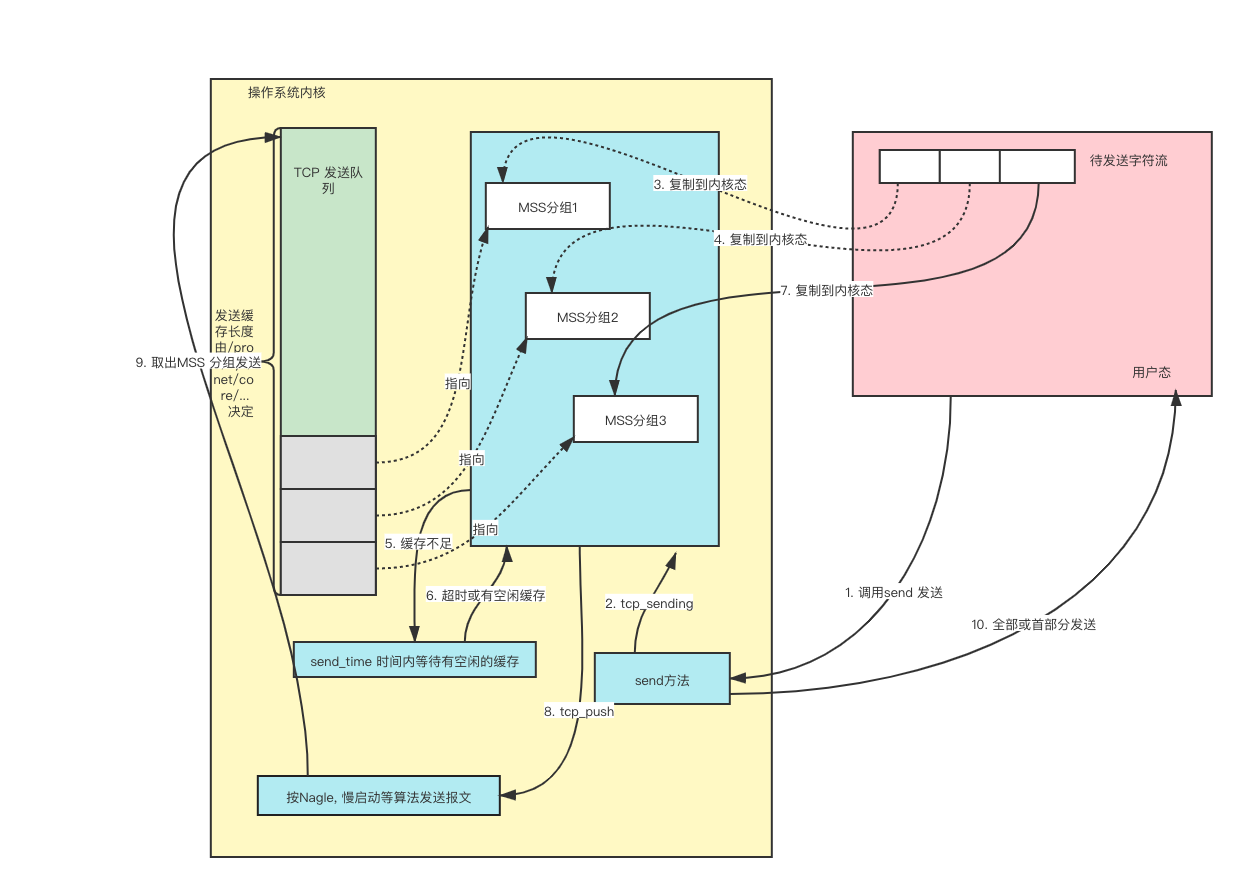 操作系统内核
TCP 发送队
列
MSS分组1
MSS分组2
MSS分组3
待发送字符流
用户态
3. 复制到内核态
4. 复制到内核态
7. 复制到内核态
发送缓
存长度
由/pro
9. 取出MSS 分组发送
net/co
re/...
决定
指向
指向
指向
5. 缓存不足
6. 超时或有空闲缓存
2. tcp_sending
1. 调用send 发送
10. 全部或首部分发送
send_time 时间内等待有空闲的缓存
send方法
8. tcp_push
按Nagle, 慢启动等算法发送报文